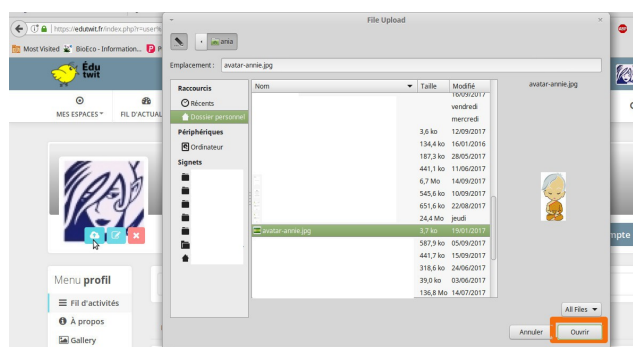 File Upload
https://edutwit.fr/index.php?r=user%
Most Visited
BioEco - Information...
ania
Emplacement :
avatar-annie.jpg
Édu
twit
MES ESPACES
FIL D'ACTUAL
Raccourcis
Récents
Dossier personnel
Périphériques
Ordinateur
Signets
Nom
Taille
Modifié
avatar-annie.jpg
16/09/2017
vendredi
mercredi
3,6 ko 12/09/2017
134,4 ko 16/01/2016
187,3 ko 28/05/2017
441,1 ko 11/06/2017
6,7 Mo 14/09/2017
545,6 ko 10/09/2017
651,6 ko 22/08/2017
24,4 Mo jeudi
avatar-annie.jpg 3,7 ko 19/01/2017
587,9 ko 05/09/2017
441,7 ko 15/09/2017
318,6 ko 24/06/2017
39,0 ko 03/06/2017
136,8 Mo 14/07/2017
mpte
Menu profil
Fil d'activités
À propos
Gallery
All Files
Annuler
Ouvrir